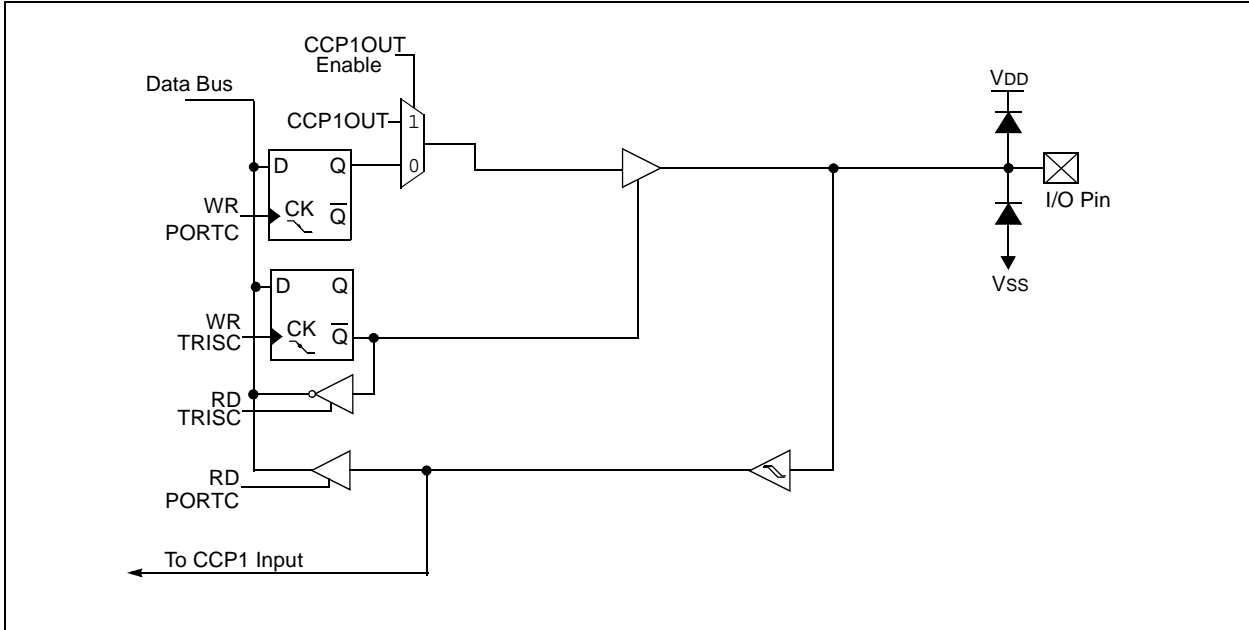 CCP1OUT
Enable
Data Bus
VDD
CCP1OUT
1
0
D Q
CK Q
WR
PORTC
I/O Pin
VSS
D Q
CK Q
WR
TRISC
RD
TRISC
RD
PORTC
To CCP1 Input